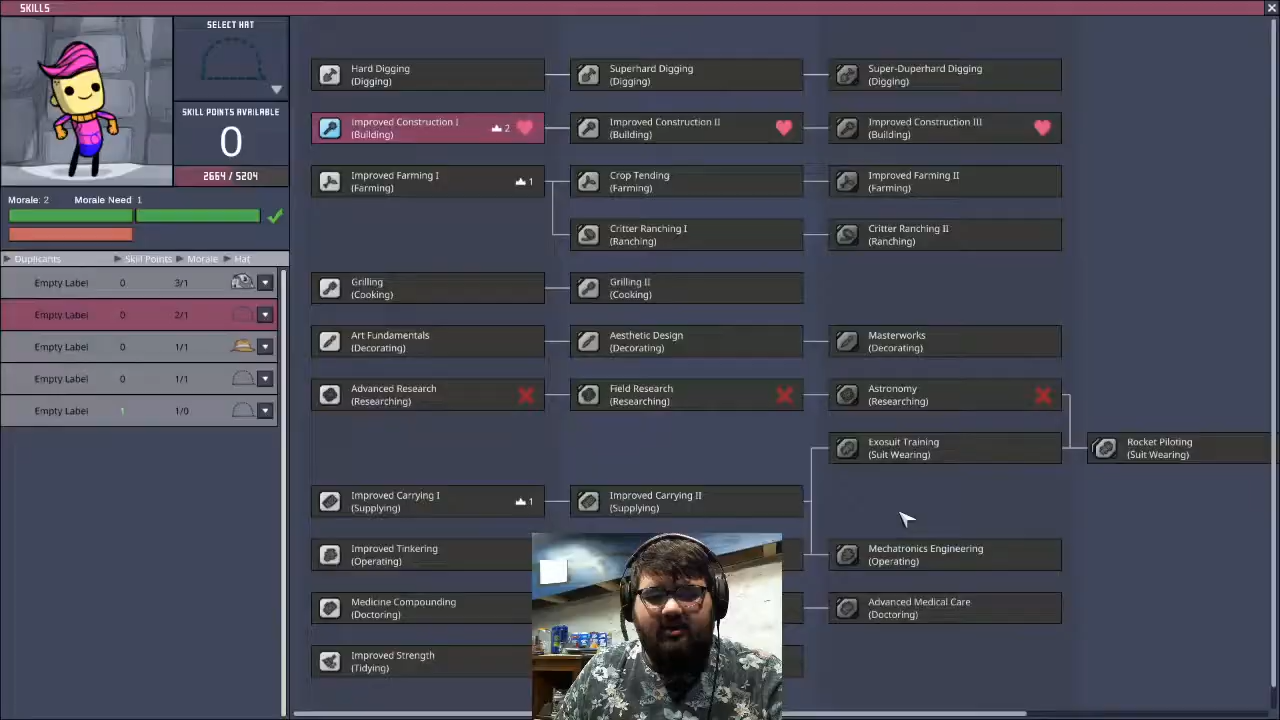 SKILLS
SELECT HAT
SKILL POINTS AVAILABLE
0
2664 / 5204
Morale: 2 Morale Need 1
Duplicants Skill Points Morale Hat
Empty Label 0 3/1
Empty Label 0 2/1
Empty Label 0 1/1
Empty Label 0 1/1
Empty Label 1 1/0
Hard Digging
(Digging)
Superhard Digging
(Digging)
Super-Duperhard Digging
(Digging)
Improved Construction I
(Building)
2
Improved Construction II
(Building)
Improved Construction III
(Building)
Improved Farming I
(Farming)
1
Crop Tending
(Farming)
Improved Farming II
(Farming)
Critter Ranching I
(Ranching)
Critter Ranching II
(Ranching)
Grilling
(Cooking)
Grilling II
(Cooking)
Art Fundamentals
(Decorating)
Aesthetic Design
(Decorating)
Masterworks
(Decorating)
Advanced Research
(Researching)
Field Research
(Researching)
Astronomy
(Researching)
Exosuit Training
(Suit Wearing)
Rocket Piloting
(Suit Wearing)
Improved Carrying I
(Supplying)
1
Improved Carrying II
(Supplying)
Improved Tinkering
(Operating)
Mechatronics Engineering
(Operating)
Medicine Compounding
(Doctoring)
Advanced Medical Care
(Doctoring)
Improved Strength
(Tidying)